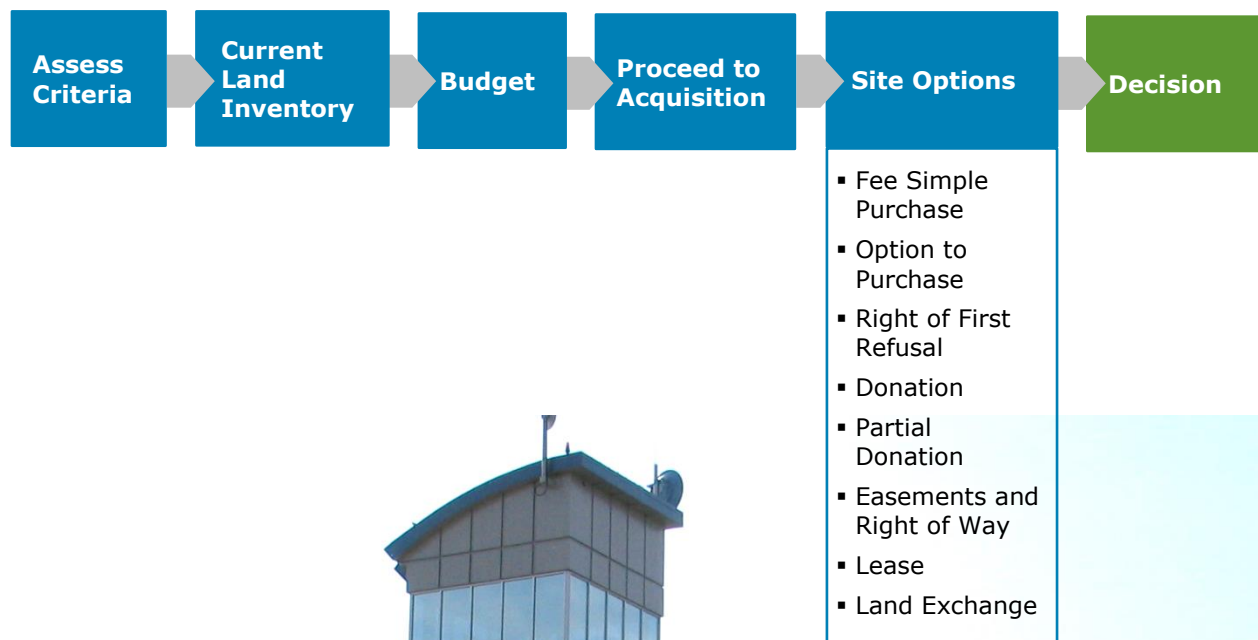 Assess
Criteria
Current
Land
Inventory
Budget
Proceed to
Acquisition
Site Options
Decision
▪ Fee Simple
Purchase
▪ Option to
Purchase
▪ Right of First
Refusal
▪ Donation
▪ Partial
Donation
▪ Easements and
Right of Way
▪ Lease
▪ Land Exchange